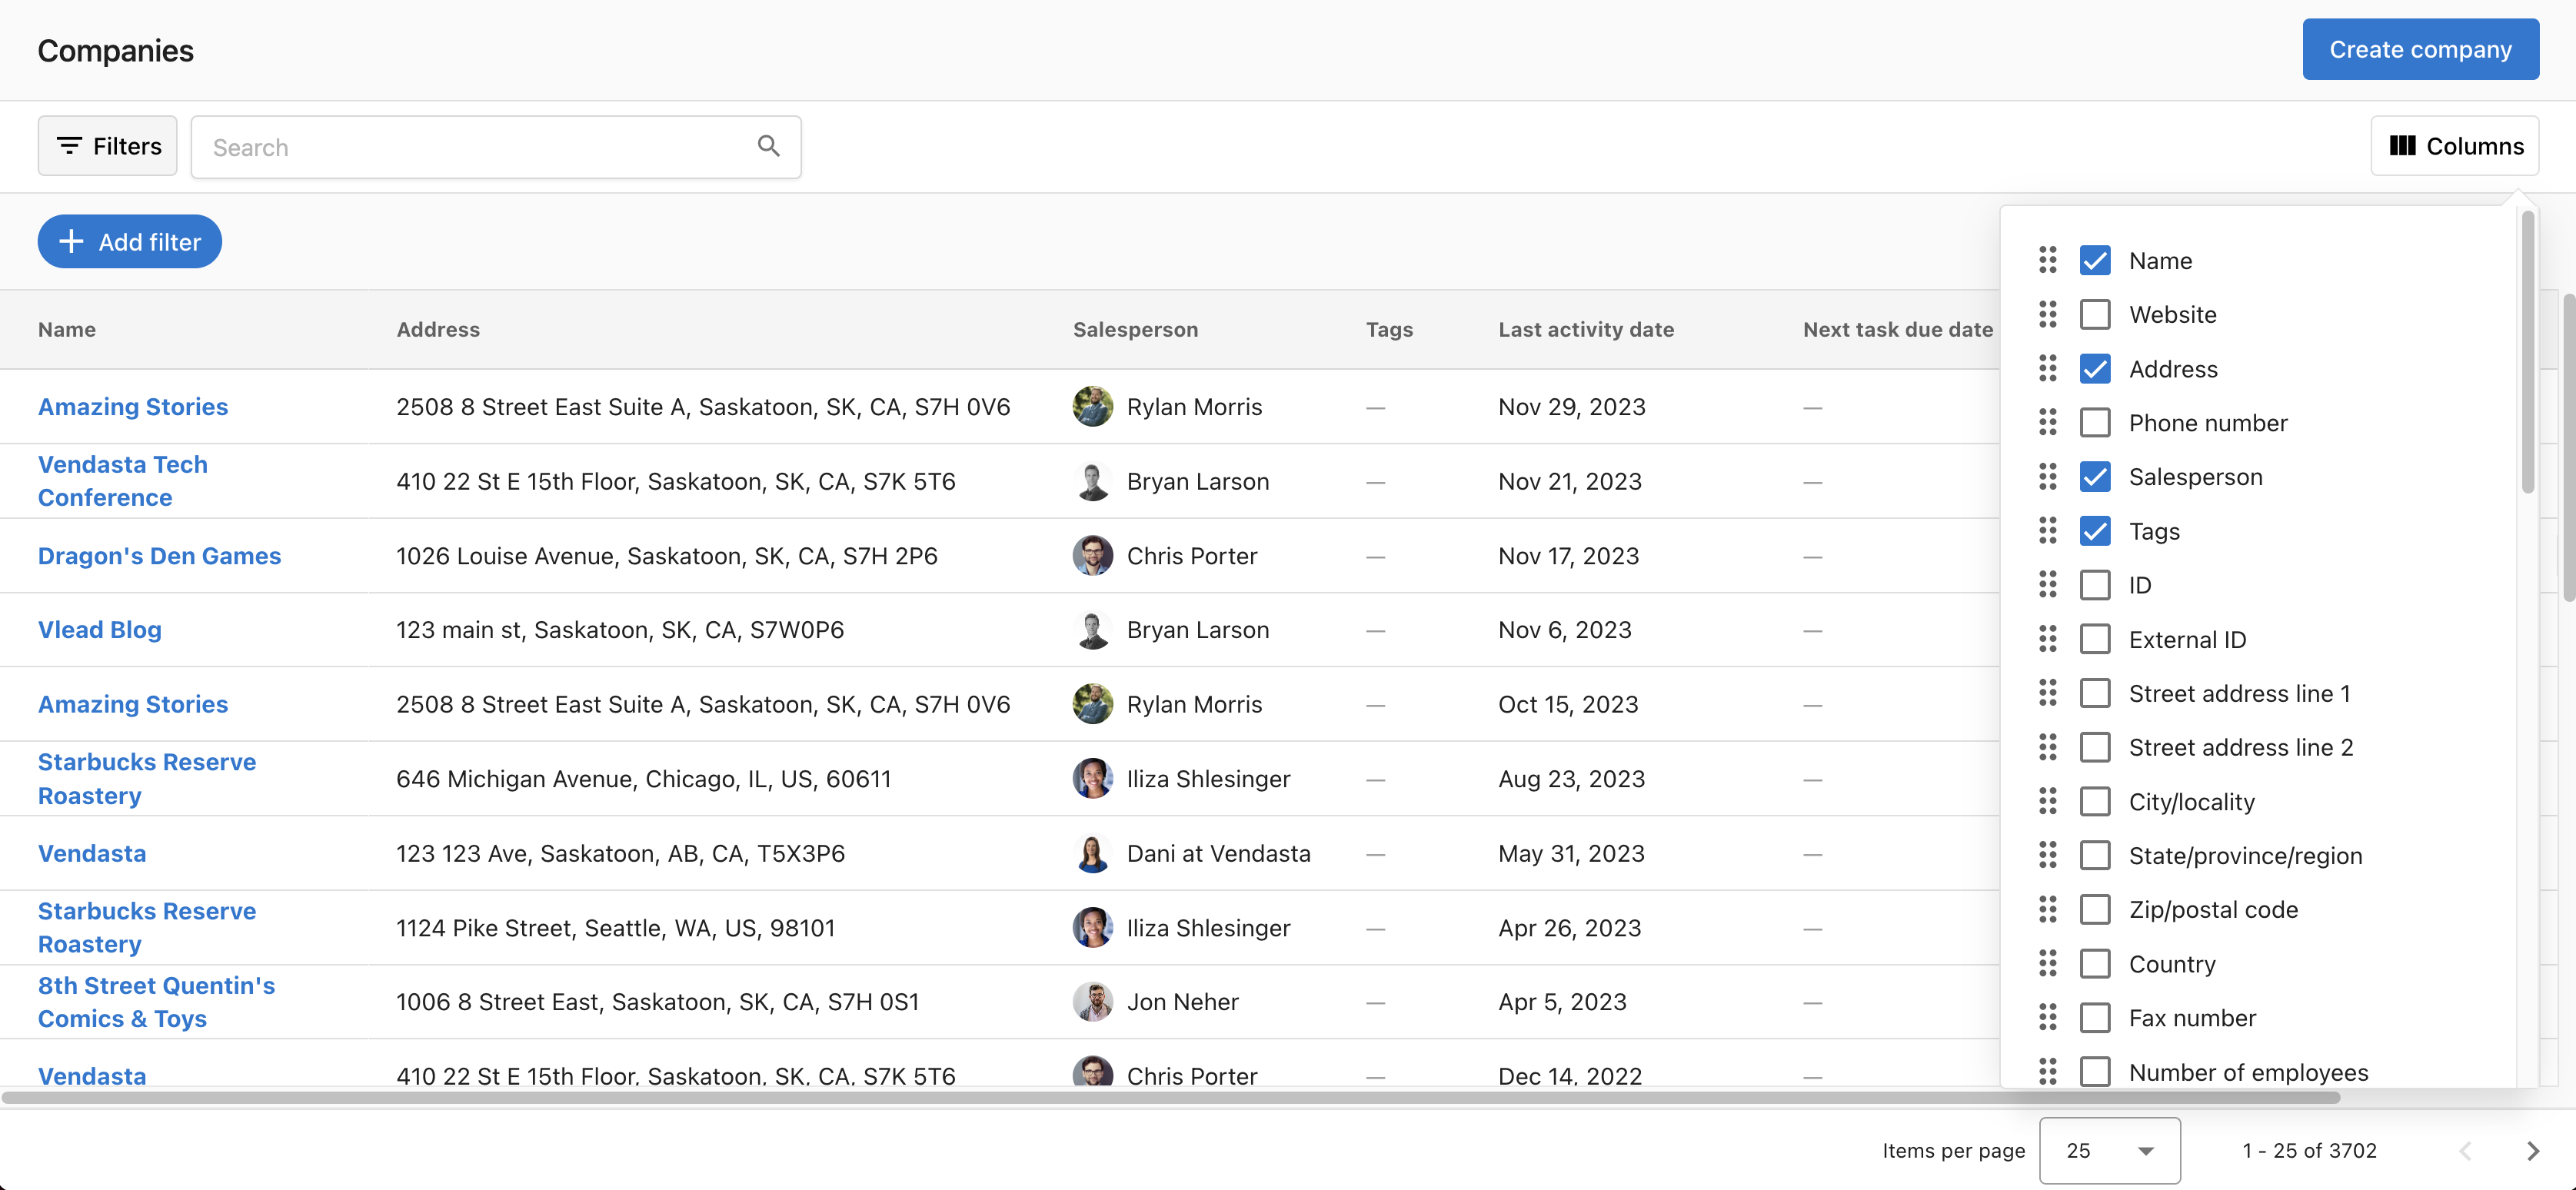 Companies
Create company
Filters
Search
Columns
Add filter
Name Address Salesperson Tags Last activity date Next task due date
Amazing Stories 2508 8 Street East Suite A, Saskatoon, SK, CA, S7H 0V6 Rylan Morris — Nov 29, 2023 —
Vendasta Tech
Conference 410 22 St E 15th Floor, Saskatoon, SK, CA, S7K 5T6 Bryan Larson — Nov 21, 2023 —
Dragon's Den Games 1026 Louise Avenue, Saskatoon, SK, CA, S7H 2P6 Chris Porter — Nov 17, 2023 —
Vlead Blog 123 main st, Saskatoon, SK, CA, S7W0P6 Bryan Larson — Nov 6, 2023 —
Amazing Stories 2508 8 Street East Suite A, Saskatoon, SK, CA, S7H 0V6 Rylan Morris — Oct 15, 2023 —
Starbucks Reserve
Roastery 646 Michigan Avenue, Chicago, IL, US, 60611 Iliza Shlesinger — Aug 23, 2023 —
Vendasta 123 123 Ave, Saskatoon, AB, CA, T5X3P6 Dani at Vendasta — May 31, 2023 —
Starbucks Reserve
Roastery 1124 Pike Street, Seattle, WA, US, 98101 Iliza Shlesinger — Apr 26, 2023 —
8th Street Quentin's
Comics & Toys 1006 8 Street East, Saskatoon, SK, CA, S7H 0S1 Jon Neher — Apr 5, 2023 —
Vendasta 410 22 St E 15th Floor, Saskatoon, SK, CA, S7K 5T6 Chris Porter — Dec 14, 2022 —
Name
Website
Address
Phone number
Salesperson
Tags
ID
External ID
Street address line 1
Street address line 2
City/locality
State/province/region
Zip/postal code
Country
Fax number
Number of employees
Items per page 25 1 - 25 of 3702